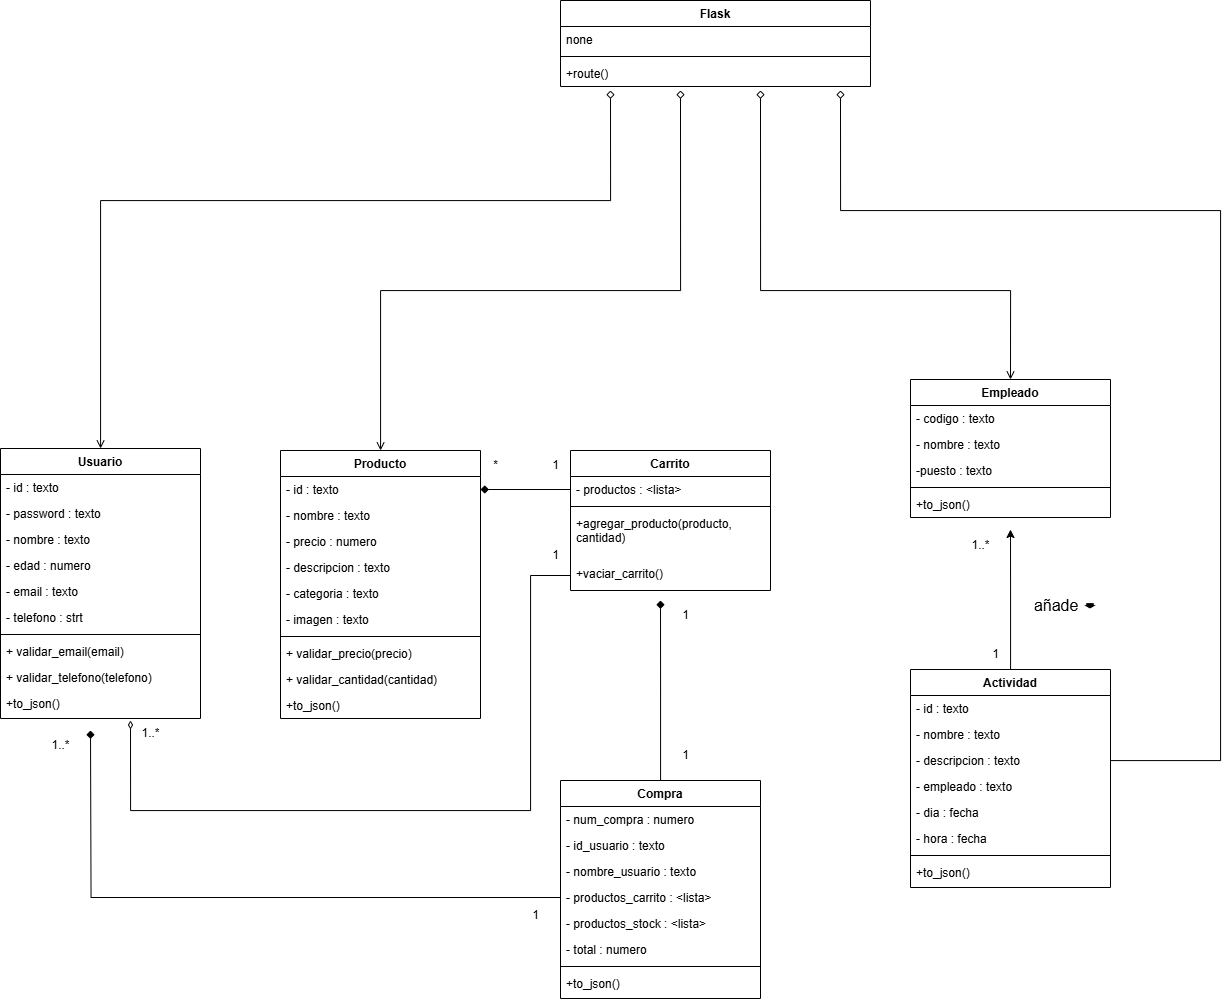 Flask
none
+route()
Usuario
- id : texto
- password : texto
- nombre : texto
- edad : numero
- email : texto
- telefono : strt
+ validar_email(email)
+ validar_telefono(telefono)
+to_json()
1..*
1..*
Producto
- id : texto
- nombre : texto
- precio : numero
- descripcion : texto
- categoria : texto
- imagen : texto
+ validar_precio(precio)
+ validar_cantidad(cantidad)
+to_json()
*
1
Carrito
- productos : <lista>
+agregar_producto(producto,
cantidad)
+vaciar_carrito()
1
1
1
Compra
- num_compra : numero
- id_usuario : texto
- nombre_usuario : texto
- productos_carrito : <lista>
- productos_stock : <lista>
- total : numero
+to_json()
1
Empleado
- codigo : texto
- nombre : texto
-puesto : texto
+to_json()
1..*
añade
1
Actividad
- id : texto
- nombre : texto
- descripcion : texto
- empleado : texto
- dia : fecha
- hora : fecha
+to_json()